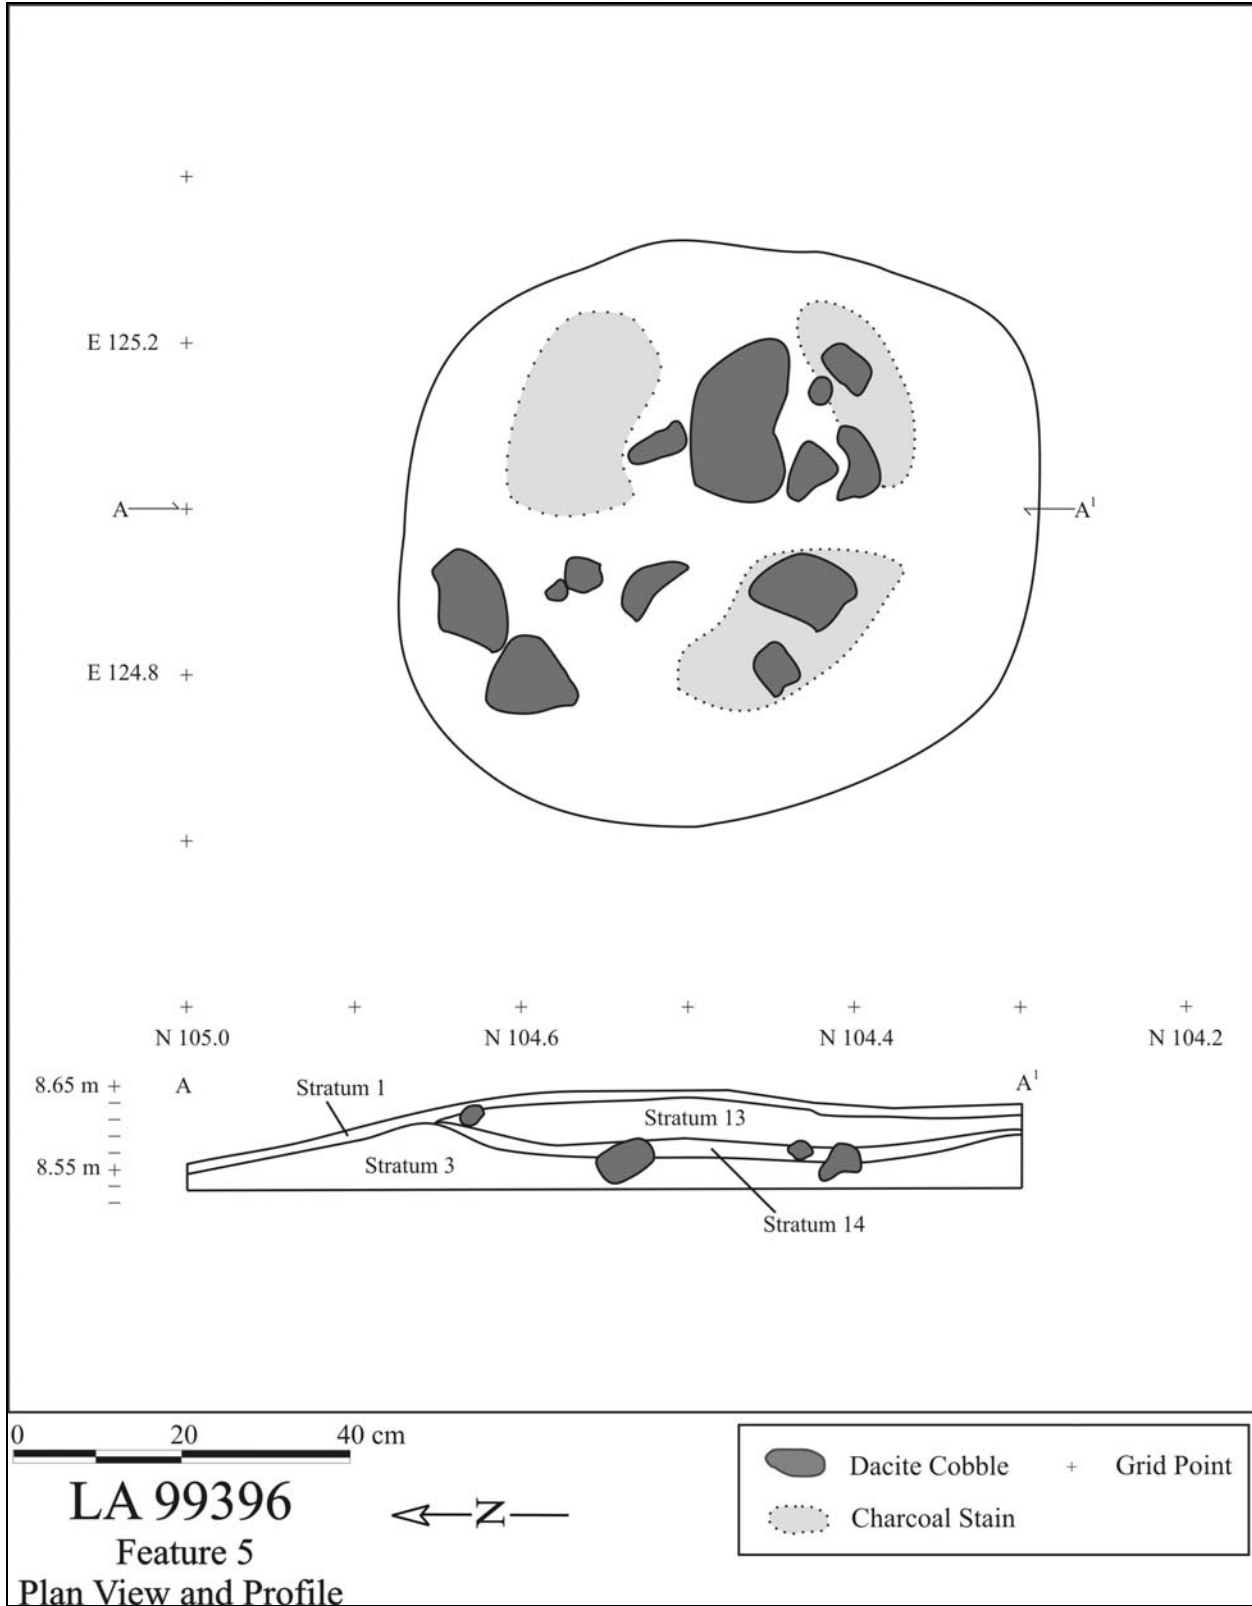 E 125.2
A A¹
E 124.8
N 105.0 N 104.6 N 104.4 N 104.2
8.65 m A Stratum 1 A¹
Stratum 13
8.55 m Stratum 3
Stratum 14
0 20 40 cm
LA 99396
Feature 5
Plan View and Profile
N
Dacite Cobble + Grid Point
Charcoal Stain